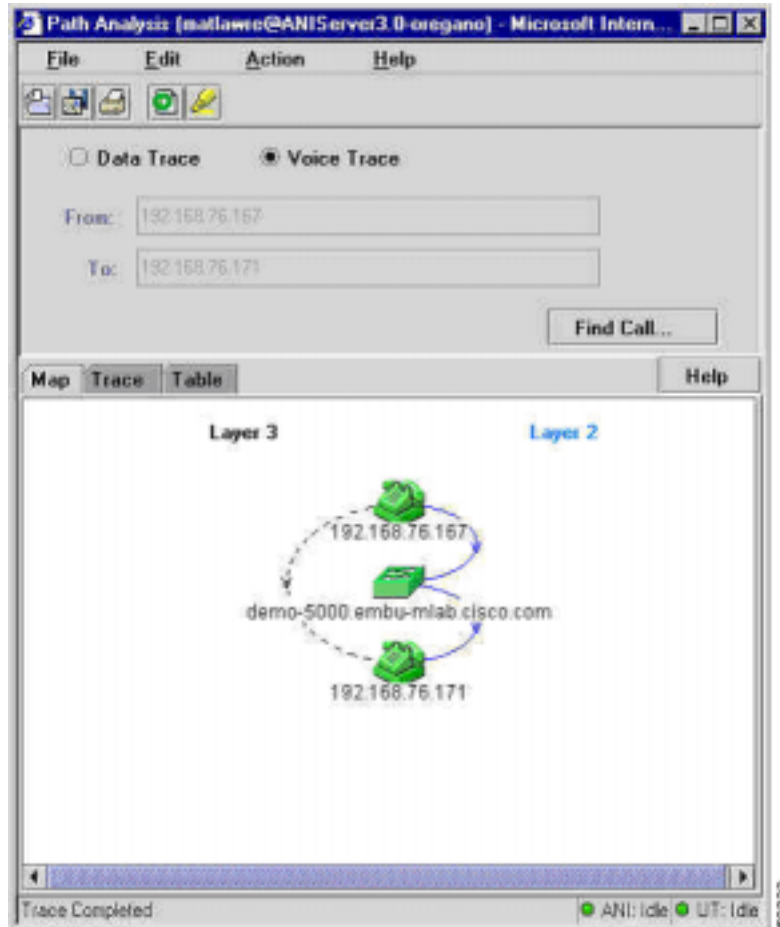 Path Analysis (matlawre@ANIServer3.0-oregano) - Microsoft Intern...
File Edit Action Help
Data Trace Voice Trace
From: 192.168.76.167
To: 192.168.76.171
Find Call...
Map Trace Table Help
Layer 3 Layer 2
192.168.76.167
demo-5000.embu-mlab.cisco.com
192.168.76.171
Trace Completed ANI: Idle UT: Idle